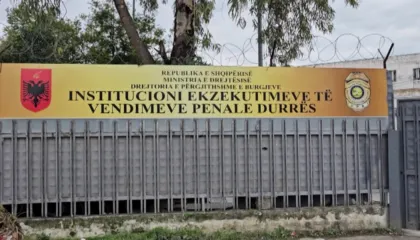 REPUBLIKA E SHQIPËRISË
MINISTRIA E DREJTËSISË
DREJTORIA E PËRGJITHSHME E BURGJEVE
INSTITUCIONI EKZEKUTIMEVE TË
VENDIMEVE PENALE DURRËS